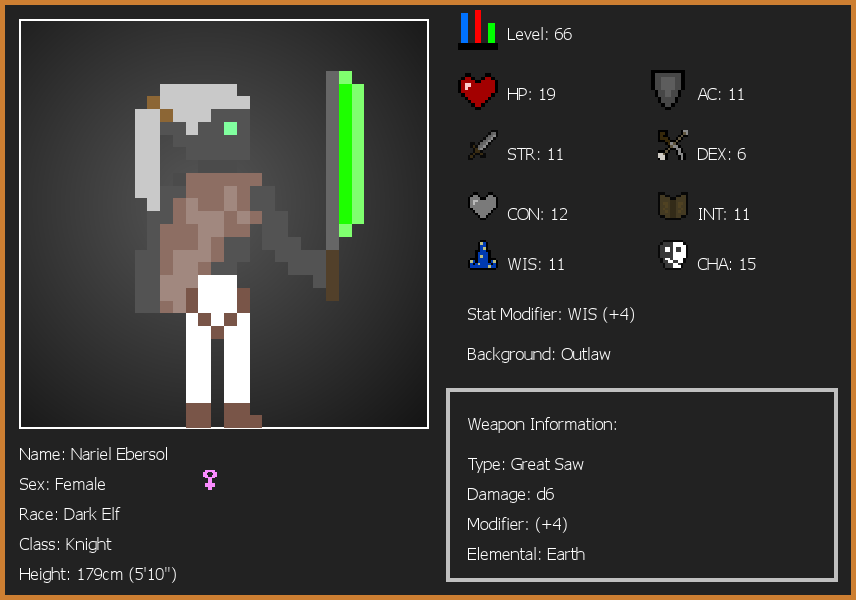 Level: 66
HP: 19
AC: 11
STR: 11
DEX: 6
CON: 12
INT: 11
WIS: 11
CHA: 15
Stat Modifier: WIS (+4)
Background: Outlaw
Weapon Information:
Type: Great Saw
Damage: d6
Modifier: (+4)
Elemental: Earth
Name: Nariel Ebersol
Sex: Female
Race: Dark Elf
Class: Knight
Height: 179cm (5'10")